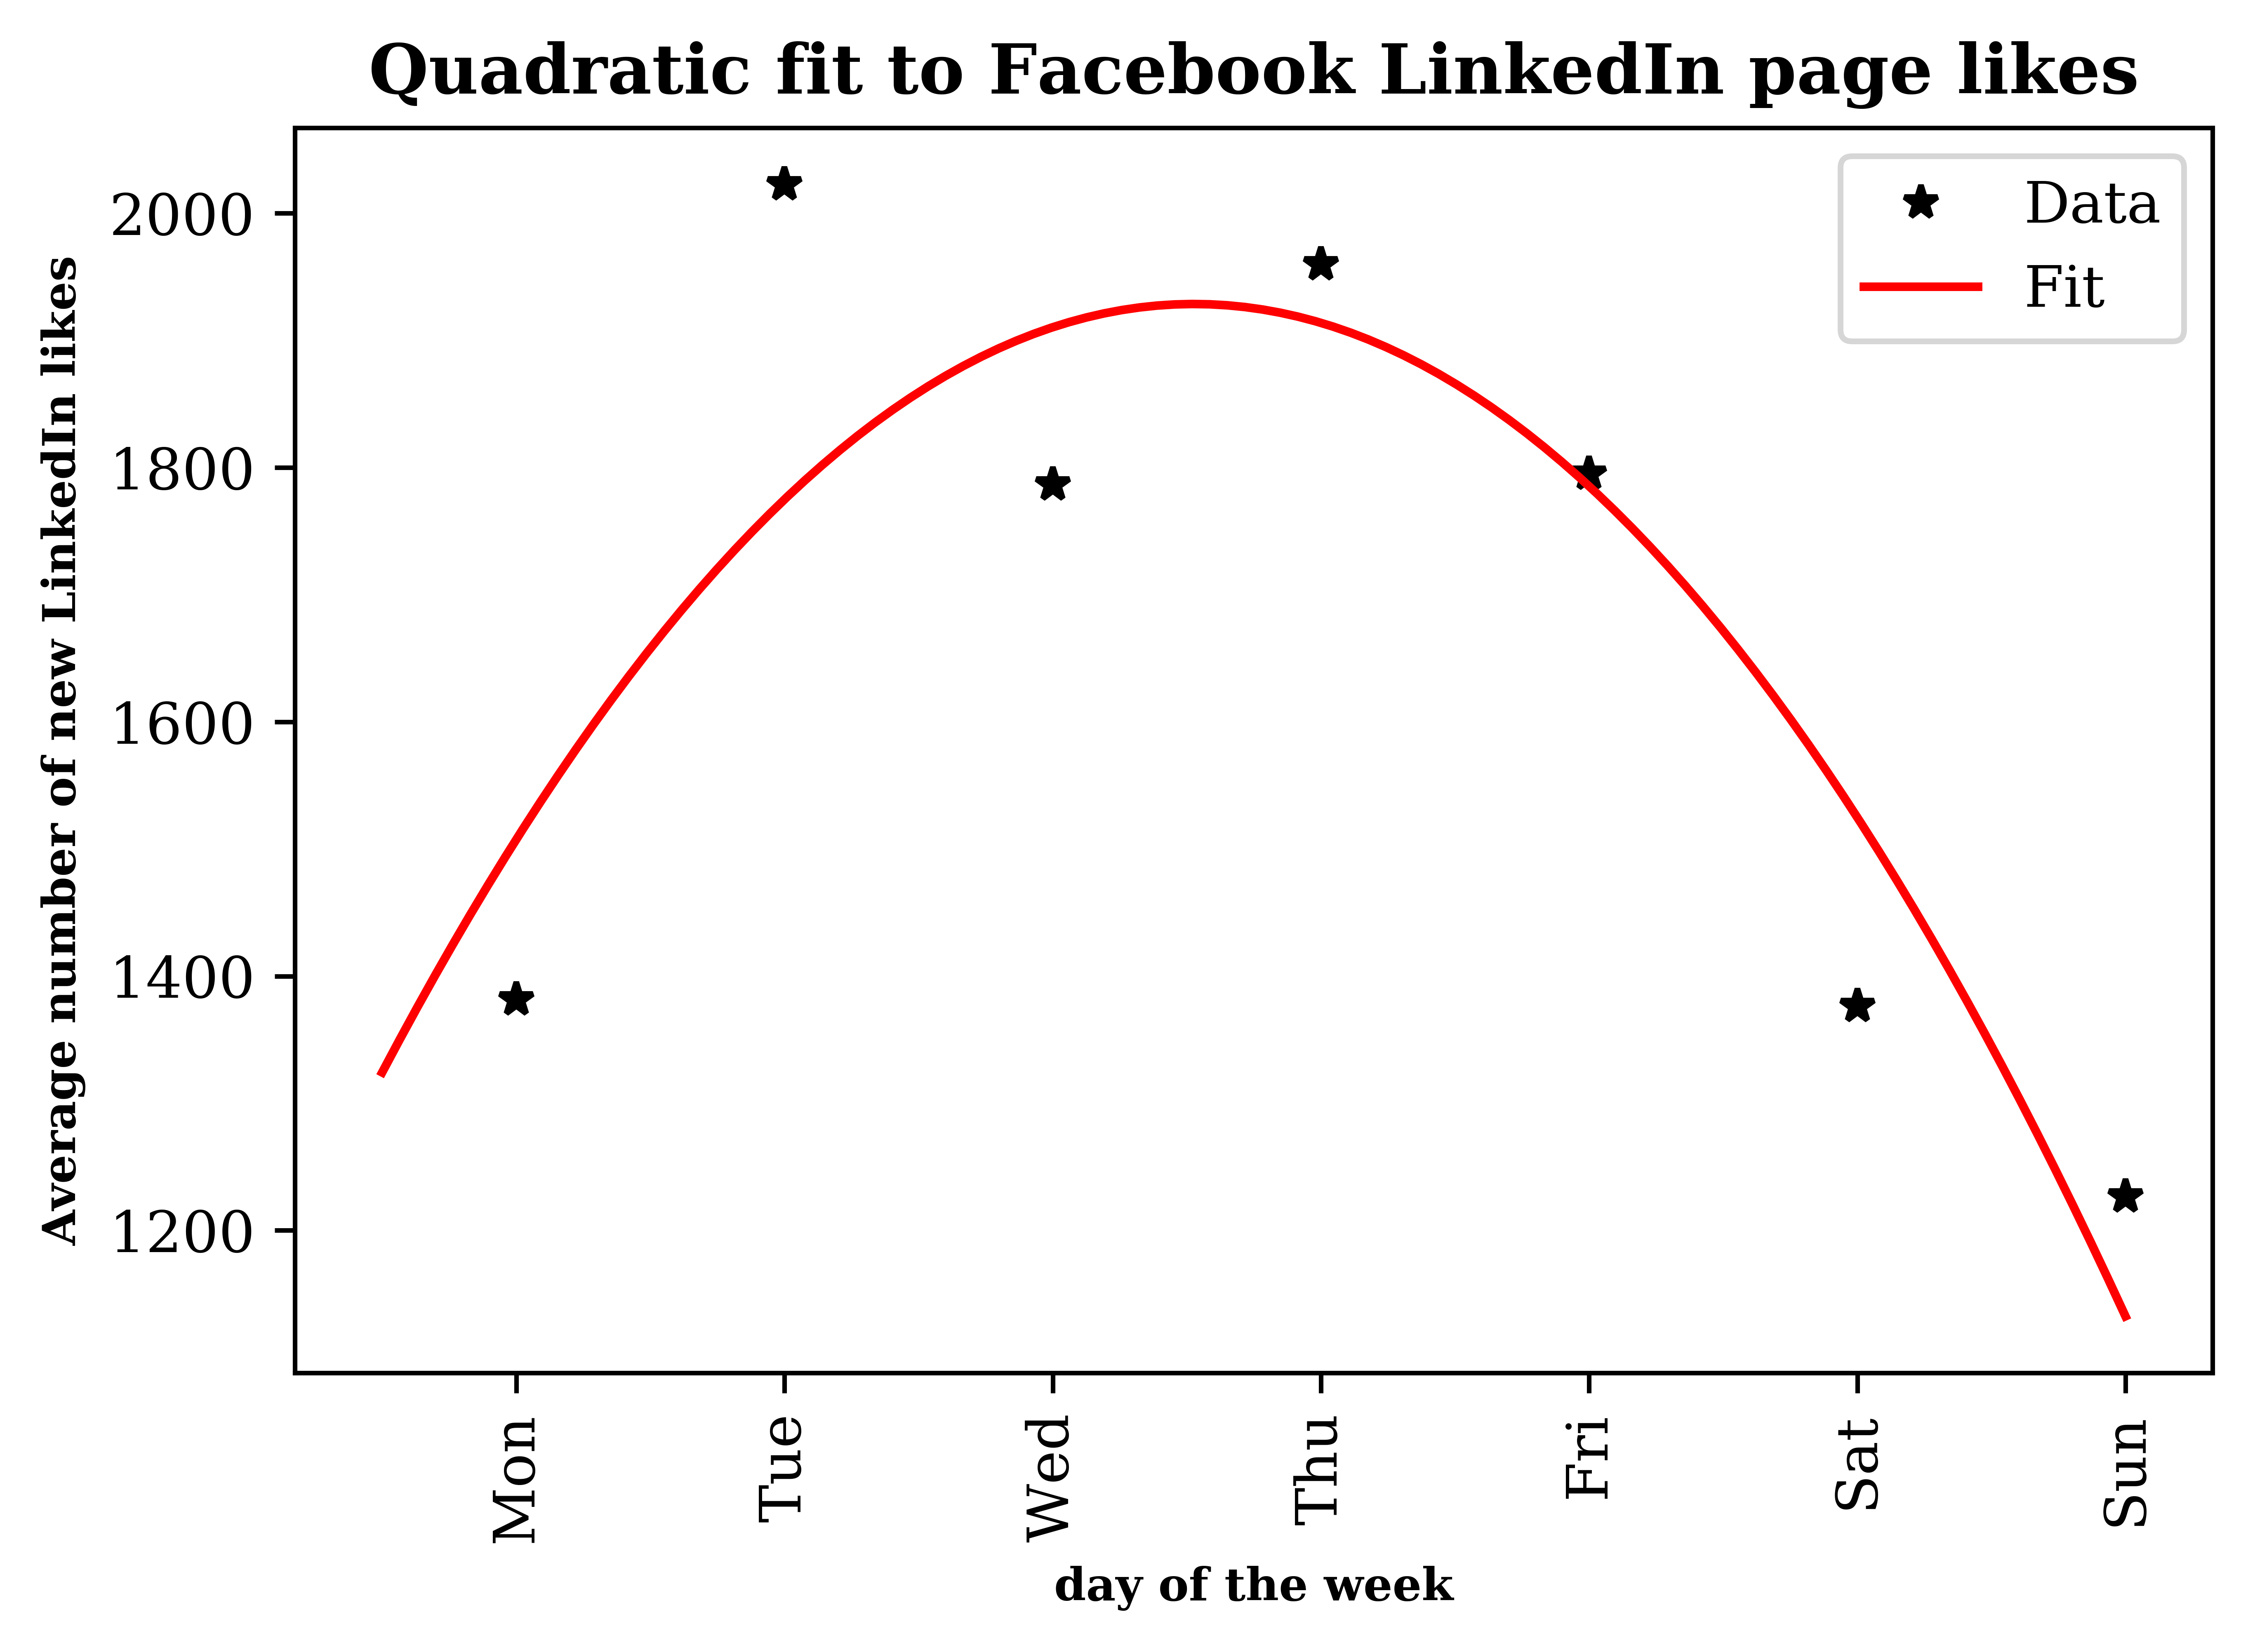 Quadratic fit to Facebook LinkedIn page likes
Average number of new LinkedIn likes
2000
1800
1600
1400
1200
Data
Fit
Mon
Tue
Wed
Thu
Fri
Sat
Sun
day of the week